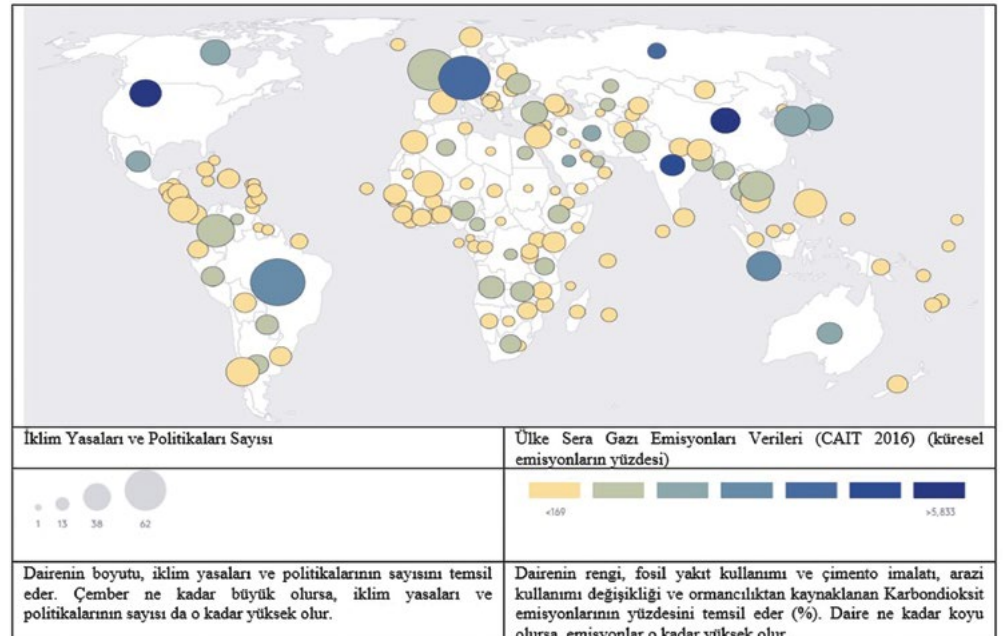 İklim Yasaları ve Politikaları Sayısı
Ülke Sera Gazı Emisyonları Verileri (CAIT 2016) (küresel
emisyonların yüzdesi)
1 13 38 62
<169 >5,833
Dairenin boyutu, iklim yasaları ve politikalarının sayısını temsil
eder. Çember ne kadar büyük olursa, iklim yasaları ve
politikalarının sayısı da o kadar yüksek olur.
Dairenin rengi, fosil yakıt kullanımı ve çimento imalatı, arazi
kullanımı değişikliği ve ormancılıktan kaynaklanan Karbondioksit
emisyonlarının yüzdesini temsil eder (%). Daire ne kadar koyu
olursa, emisyonlar o kadar yüksek olur.